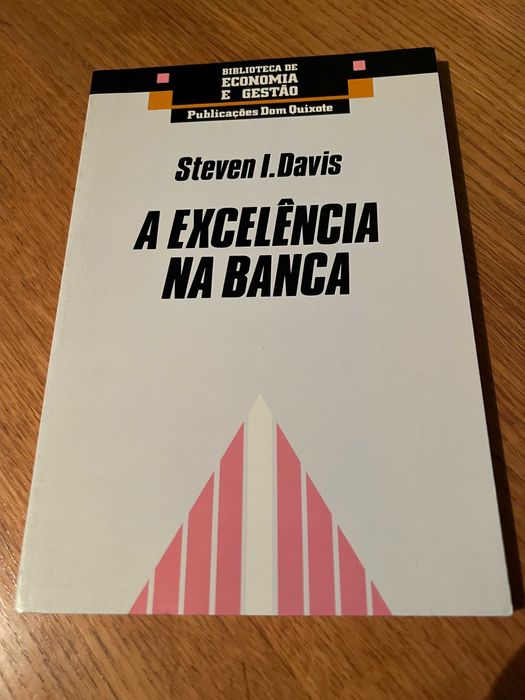 BIBLIOTECA DE
ECONOMIA
E GESTÃO
Publicações Dom Quixote
Steven I. Davis
A EXCELÊNCIA
NA BANCA